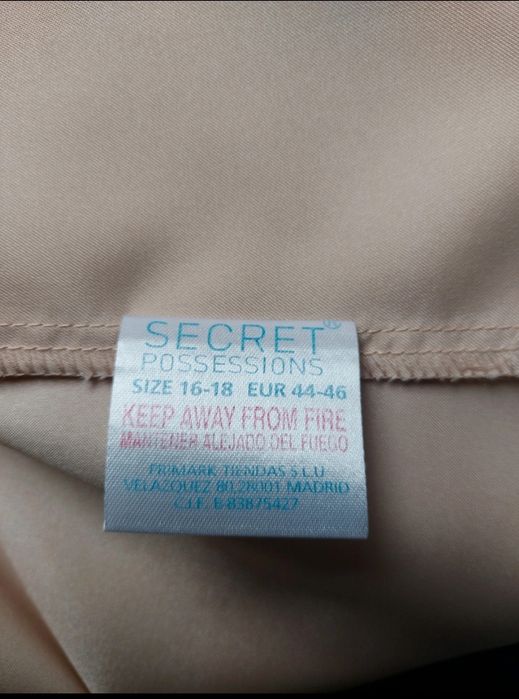 SECRET®
POSSESSIONS
SIZE 16-18 EUR 44-46
KEEP AWAY FROM FIRE
MANTENER ALEJADO DEL FUEGO
PRIMARK TIENDAS S.L.U
VELAZQUEZ 80,28001 MADRID
C.I.F. B-83875427